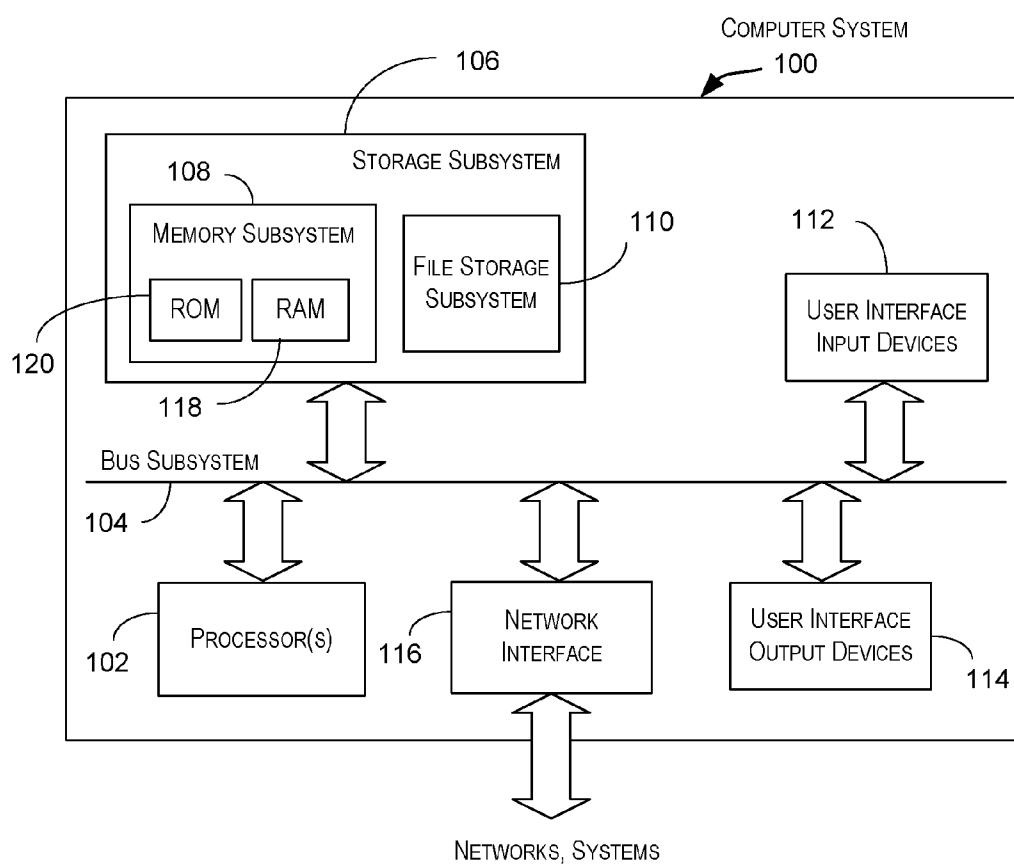 COMPUTER SYSTEM
100
106
STORAGE SUBSYSTEM
108
MEMORY SUBSYSTEM
ROM
RAM
120
118
FILE STORAGE
SUBSYSTEM
110
112
USER INTERFACE
INPUT DEVICES
BUS SUBSYSTEM
104
PROCESSOR(S)
102
NETWORK
INTERFACE
116
USER INTERFACE
OUTPUT DEVICES
114
NETWORKS, SYSTEMS